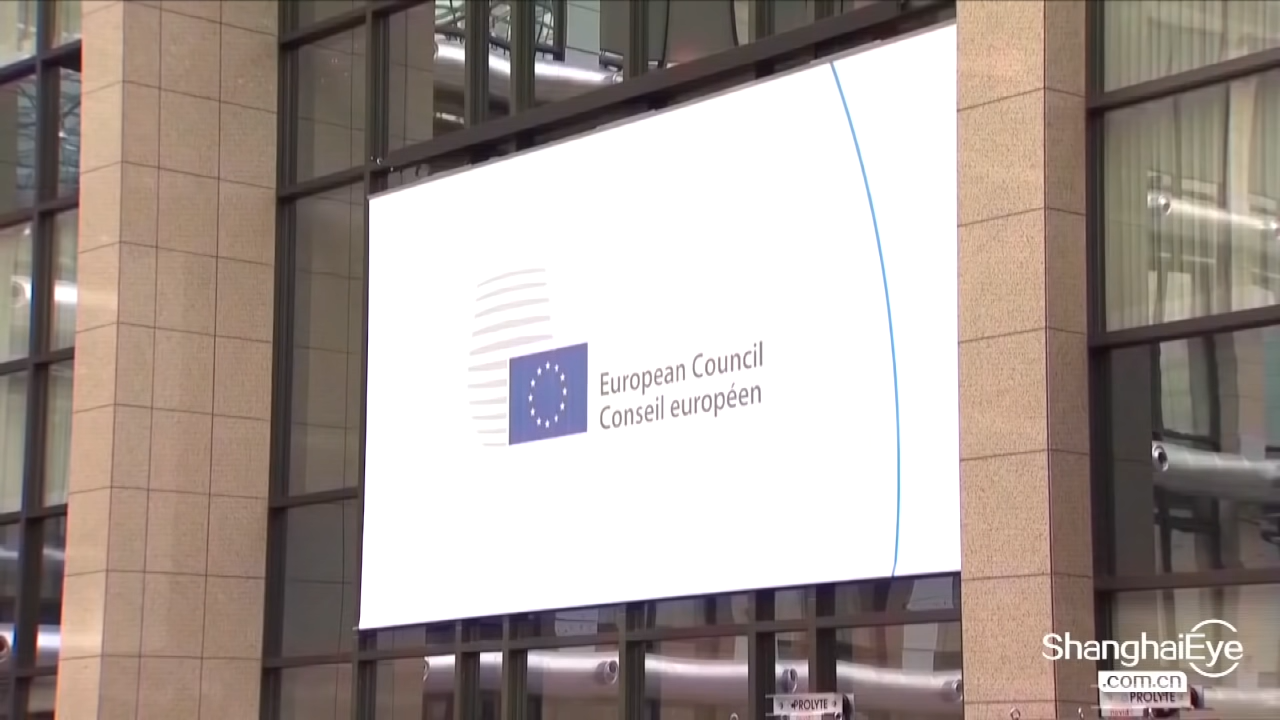 European Council
Conseil européen
ShanghaiEye
.com.cn
PROLYTE
PROLYTE